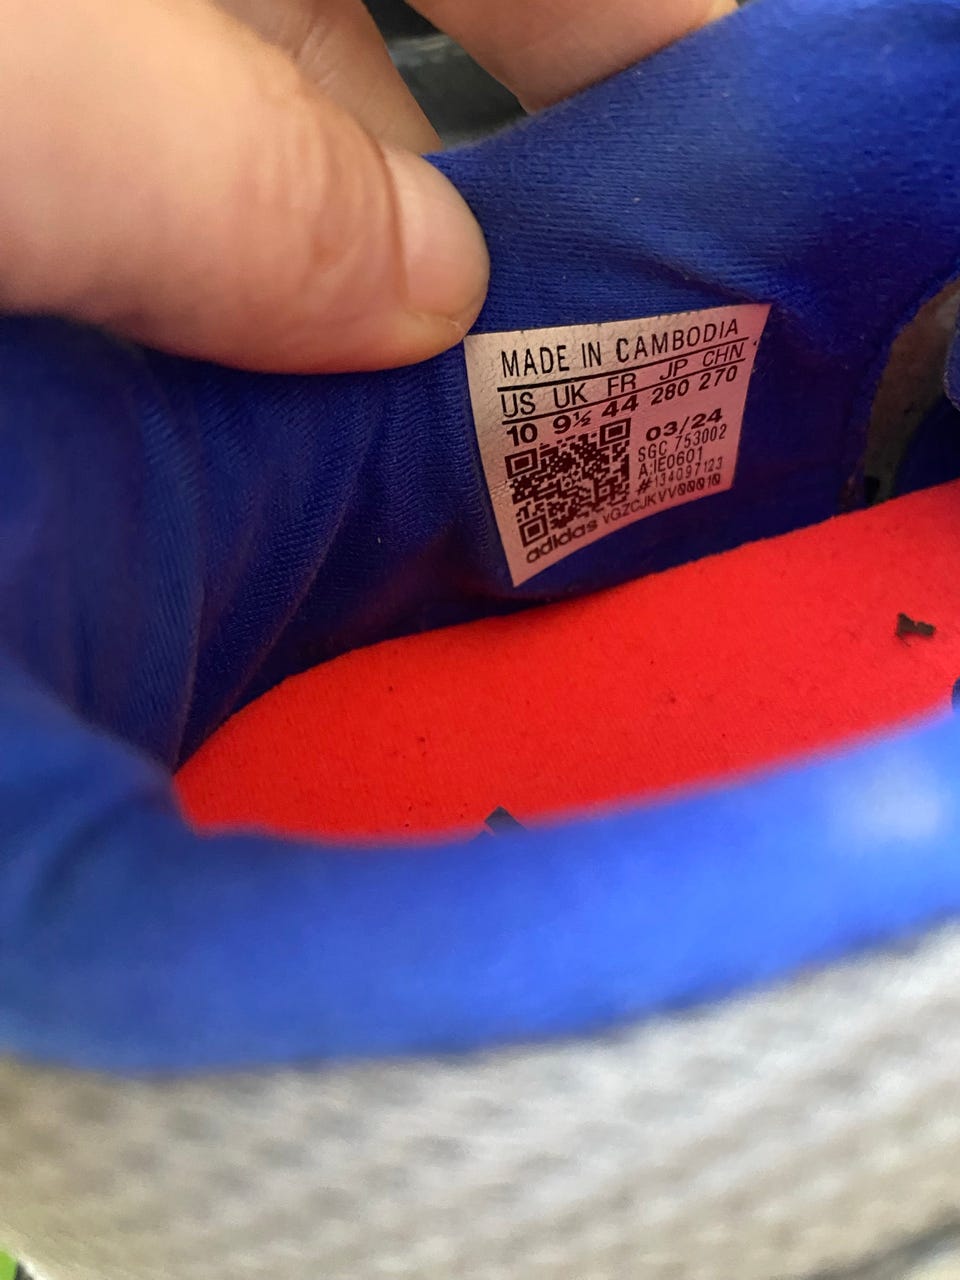 MADE IN CAMBODIA
US UK FR JP CHN
10 9½ 44 280 270
03/24
SGC 753002
A:IE0601
#134097123
adidas VGZCJKVV00010